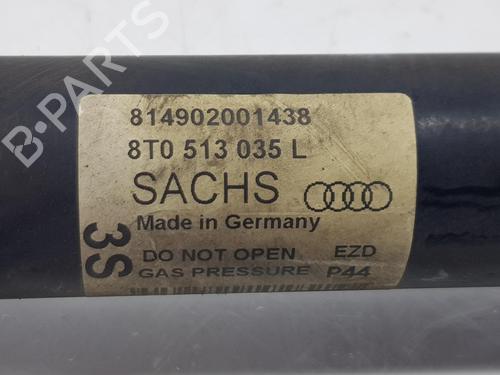 814902001438
8T0 513 035 L
SACHS
Made in Germany
3S
DO NOT OPEN EZD
GAS PRESSURE P44
B-PARTS